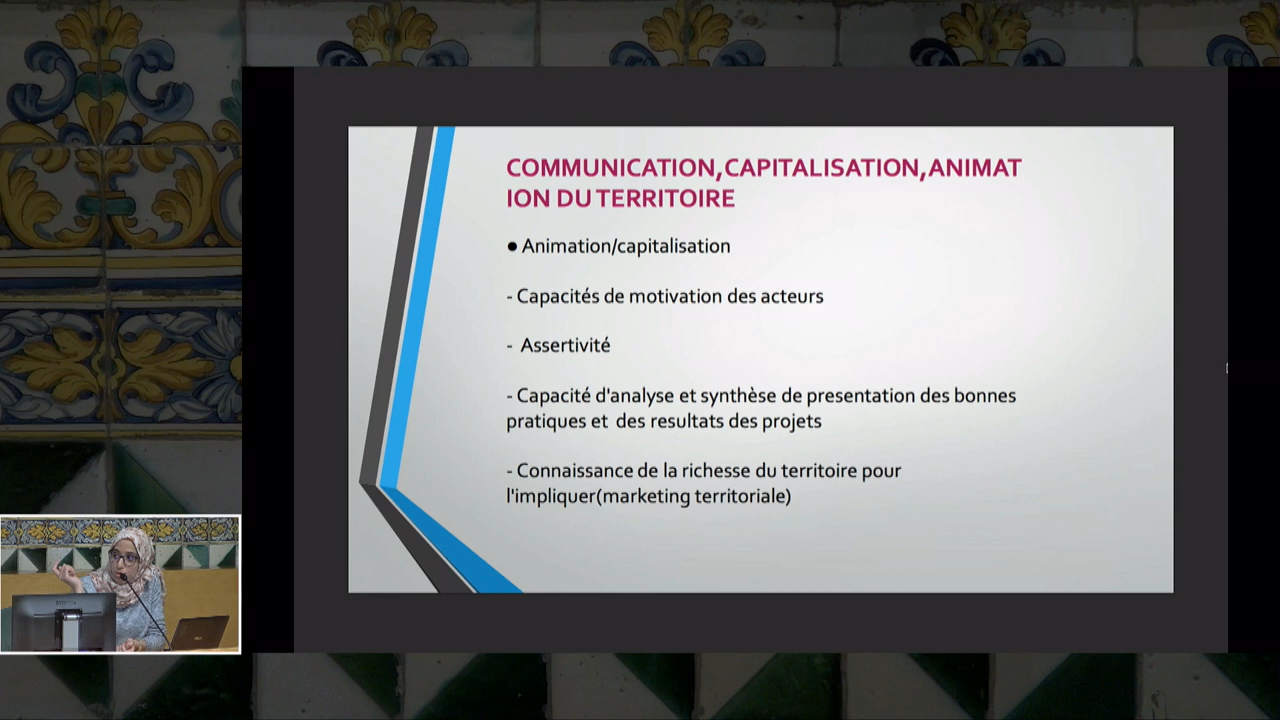 COMMUNICATION,CAPITALISATION,ANIMAT
ION DU TERRITOIRE
● Animation/capitalisation
- Capacités de motivation des acteurs
- Assertivité
- Capacité d'analyse et synthèse de presentation des bonnes
pratiques et des resultats des projets
- Connaissance de la richesse du territoire pour
l'impliquer(marketing territoriale)